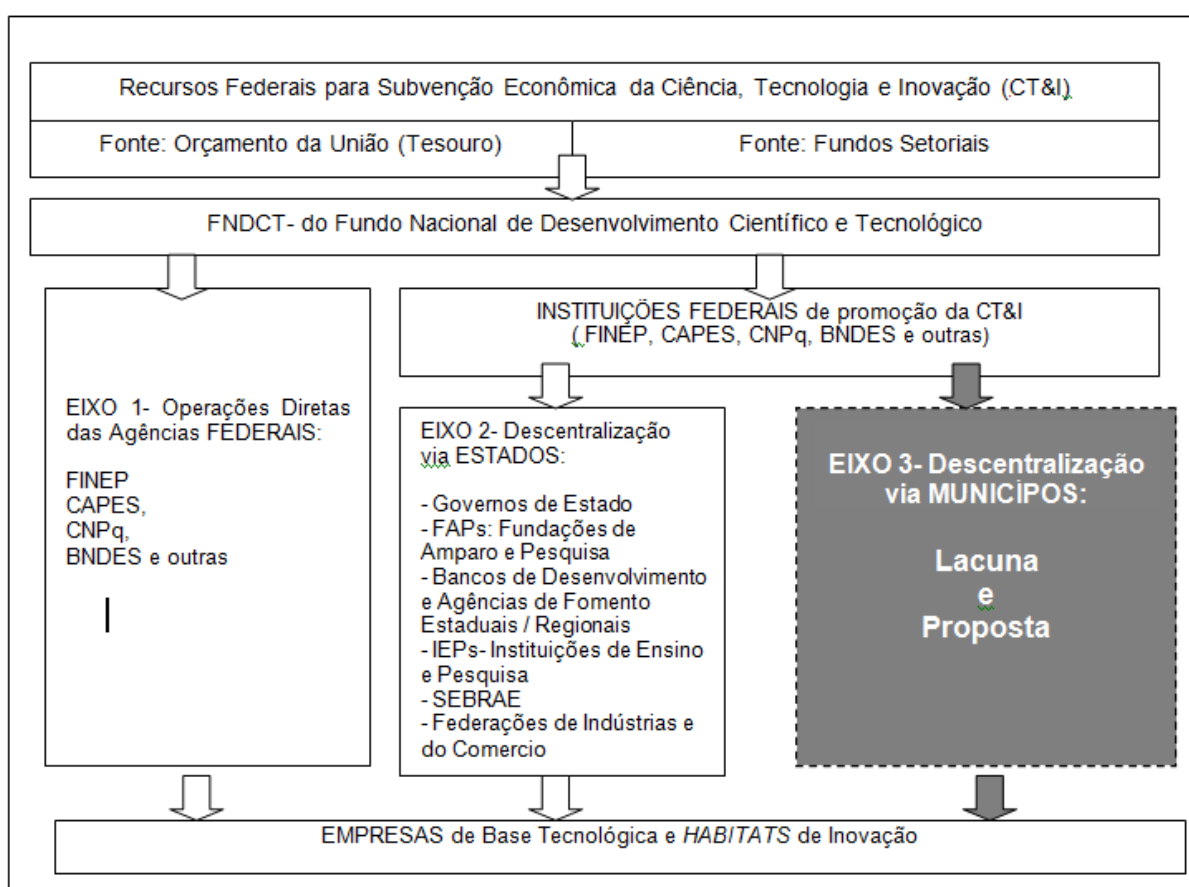 Recursos Federais para Subvenção Econômica da Ciência, Tecnologia e Inovação (CT&I)
Fonte: Orçamento da União (Tesouro)
Fonte: Fundos Setoriais
FNDCT- do Fundo Nacional de Desenvolvimento Científico e Tecnológico
INSTITUIÇÕES FEDERAIS de promoção da CT&I
( FINEP, CAPES, CNPq, BNDES e outras)
EIXO 1- Operações Diretas
das Agências FEDERAIS:
FINEP
CAPES,
CNPq,
BNDES e outras
EIXO 2- Descentralização
via ESTADOS:
- Governos de Estado
- FAPs: Fundações de
Amparo e Pesquisa
- Bancos de Desenvolvimento
e Agências de Fomento
Estaduais / Regionais
- IEPs- Instituições de Ensino
e Pesquisa
- SEBRAE
- Federações de Indústrias e
do Comercio
EIXO 3- Descentralização
via MUNICÍPOS:
Lacuna
e
Proposta
EMPRESAS de Base Tecnológica e HABITATS de Inovação